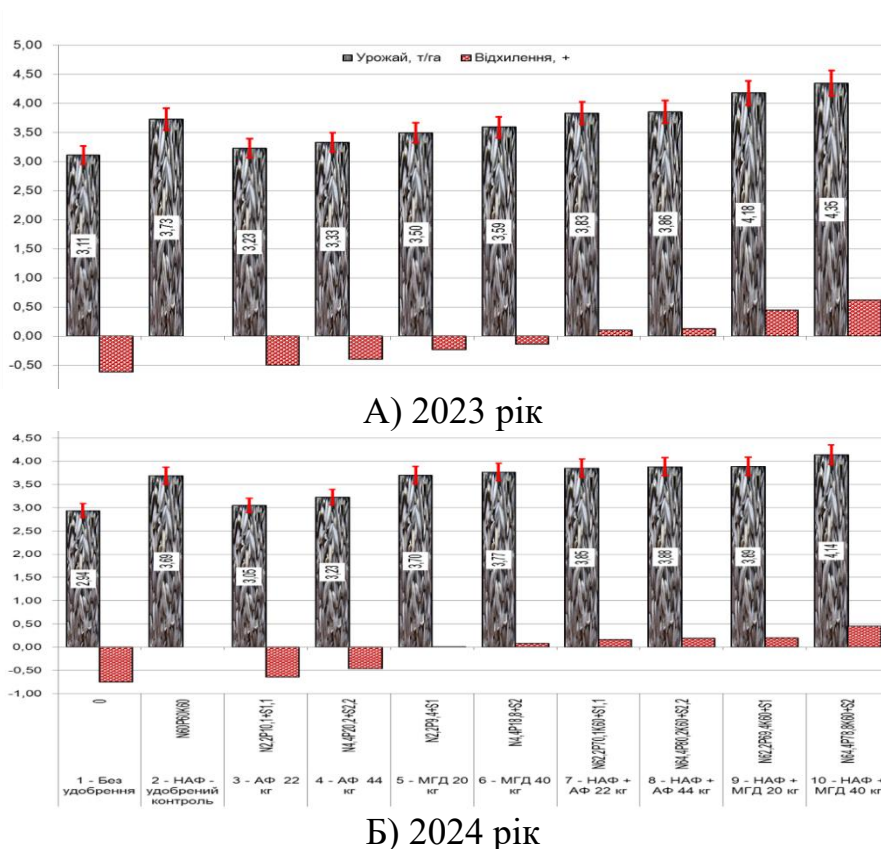 5,00
4,50
4,00
3,50
3,00
2,50
2,00
1,50
1,00
0,50
0,00
-0,50
Урожай, т/га Відхилення, +
3,11
3,73
3,23
3,33
3,50
3,59
3,83
3,86
4,18
4,35
А) 2023 рік
4,50
4,00
3,50
3,00
2,50
2,00
1,50
1,00
0,50
0,00
-0,50
-1,00
2,94
3,69
3,05
3,23
3,70
3,77
3,85
3,88
3,89
4,14
0
N60P60K60
N2,2P10,1+S1,1
N4,4P20,2+S2,2
N2,2P9,4+S1
N4,4P18,8+S2
N62,2P70,1K60+S1,1
N64,4P80,2K60+S2,2
N62,2P69,4K60+S1
N64,4P78,8K60+S2
1 - Без
удобрення
2 - НАФ -
удобрений
контроль
3 - АФ 22
кг
4 - АФ 44
кг
5 - МГД 20
кг
6 - МГД 40
кг
7 - НАФ +
АФ 22 кг
8 - НАФ +
АФ 44 кг
9 - НАФ +
МГД 20 кг
10 - НАФ +
МГД 40 кг
Б) 2024 рік